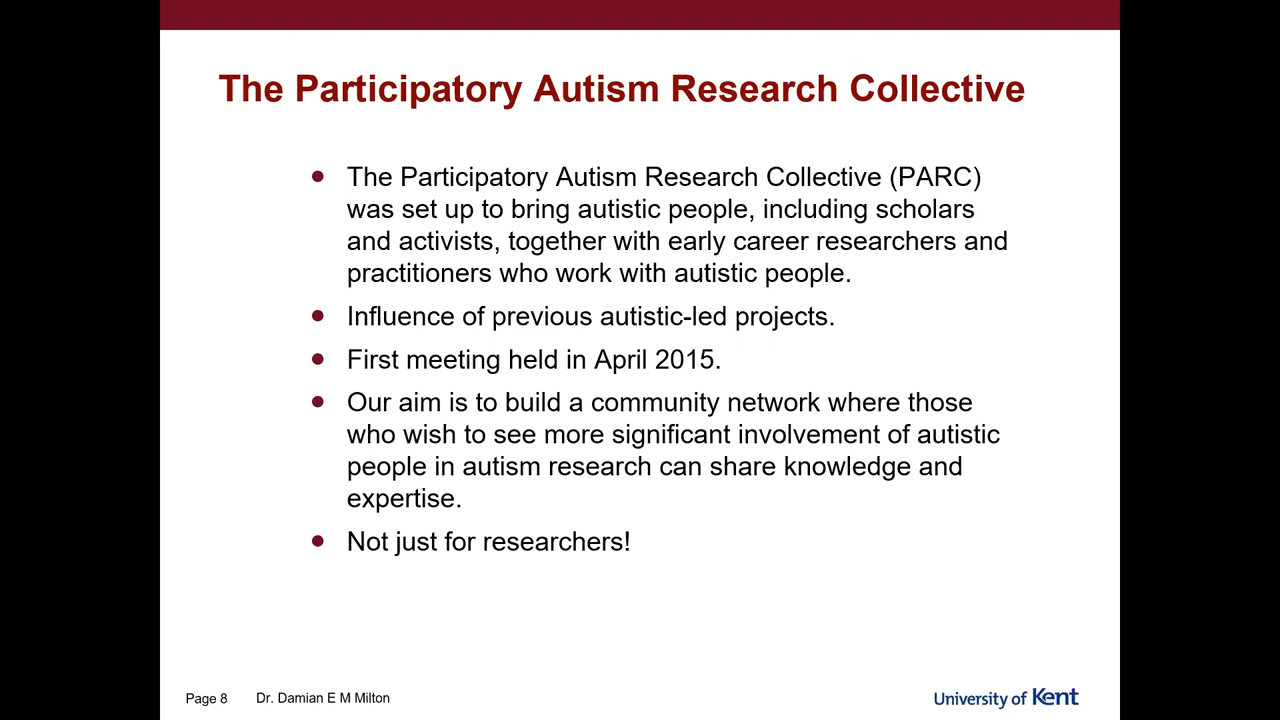 The Participatory Autism Research Collective
• The Participatory Autism Research Collective (PARC)
was set up to bring autistic people, including scholars
and activists, together with early career researchers and
practitioners who work with autistic people.
• Influence of previous autistic-led projects.
• First meeting held in April 2015.
• Our aim is to build a community network where those
who wish to see more significant involvement of autistic
people in autism research can share knowledge and
expertise.
• Not just for researchers!
Page 8 Dr. Damian E M Milton
University of Kent